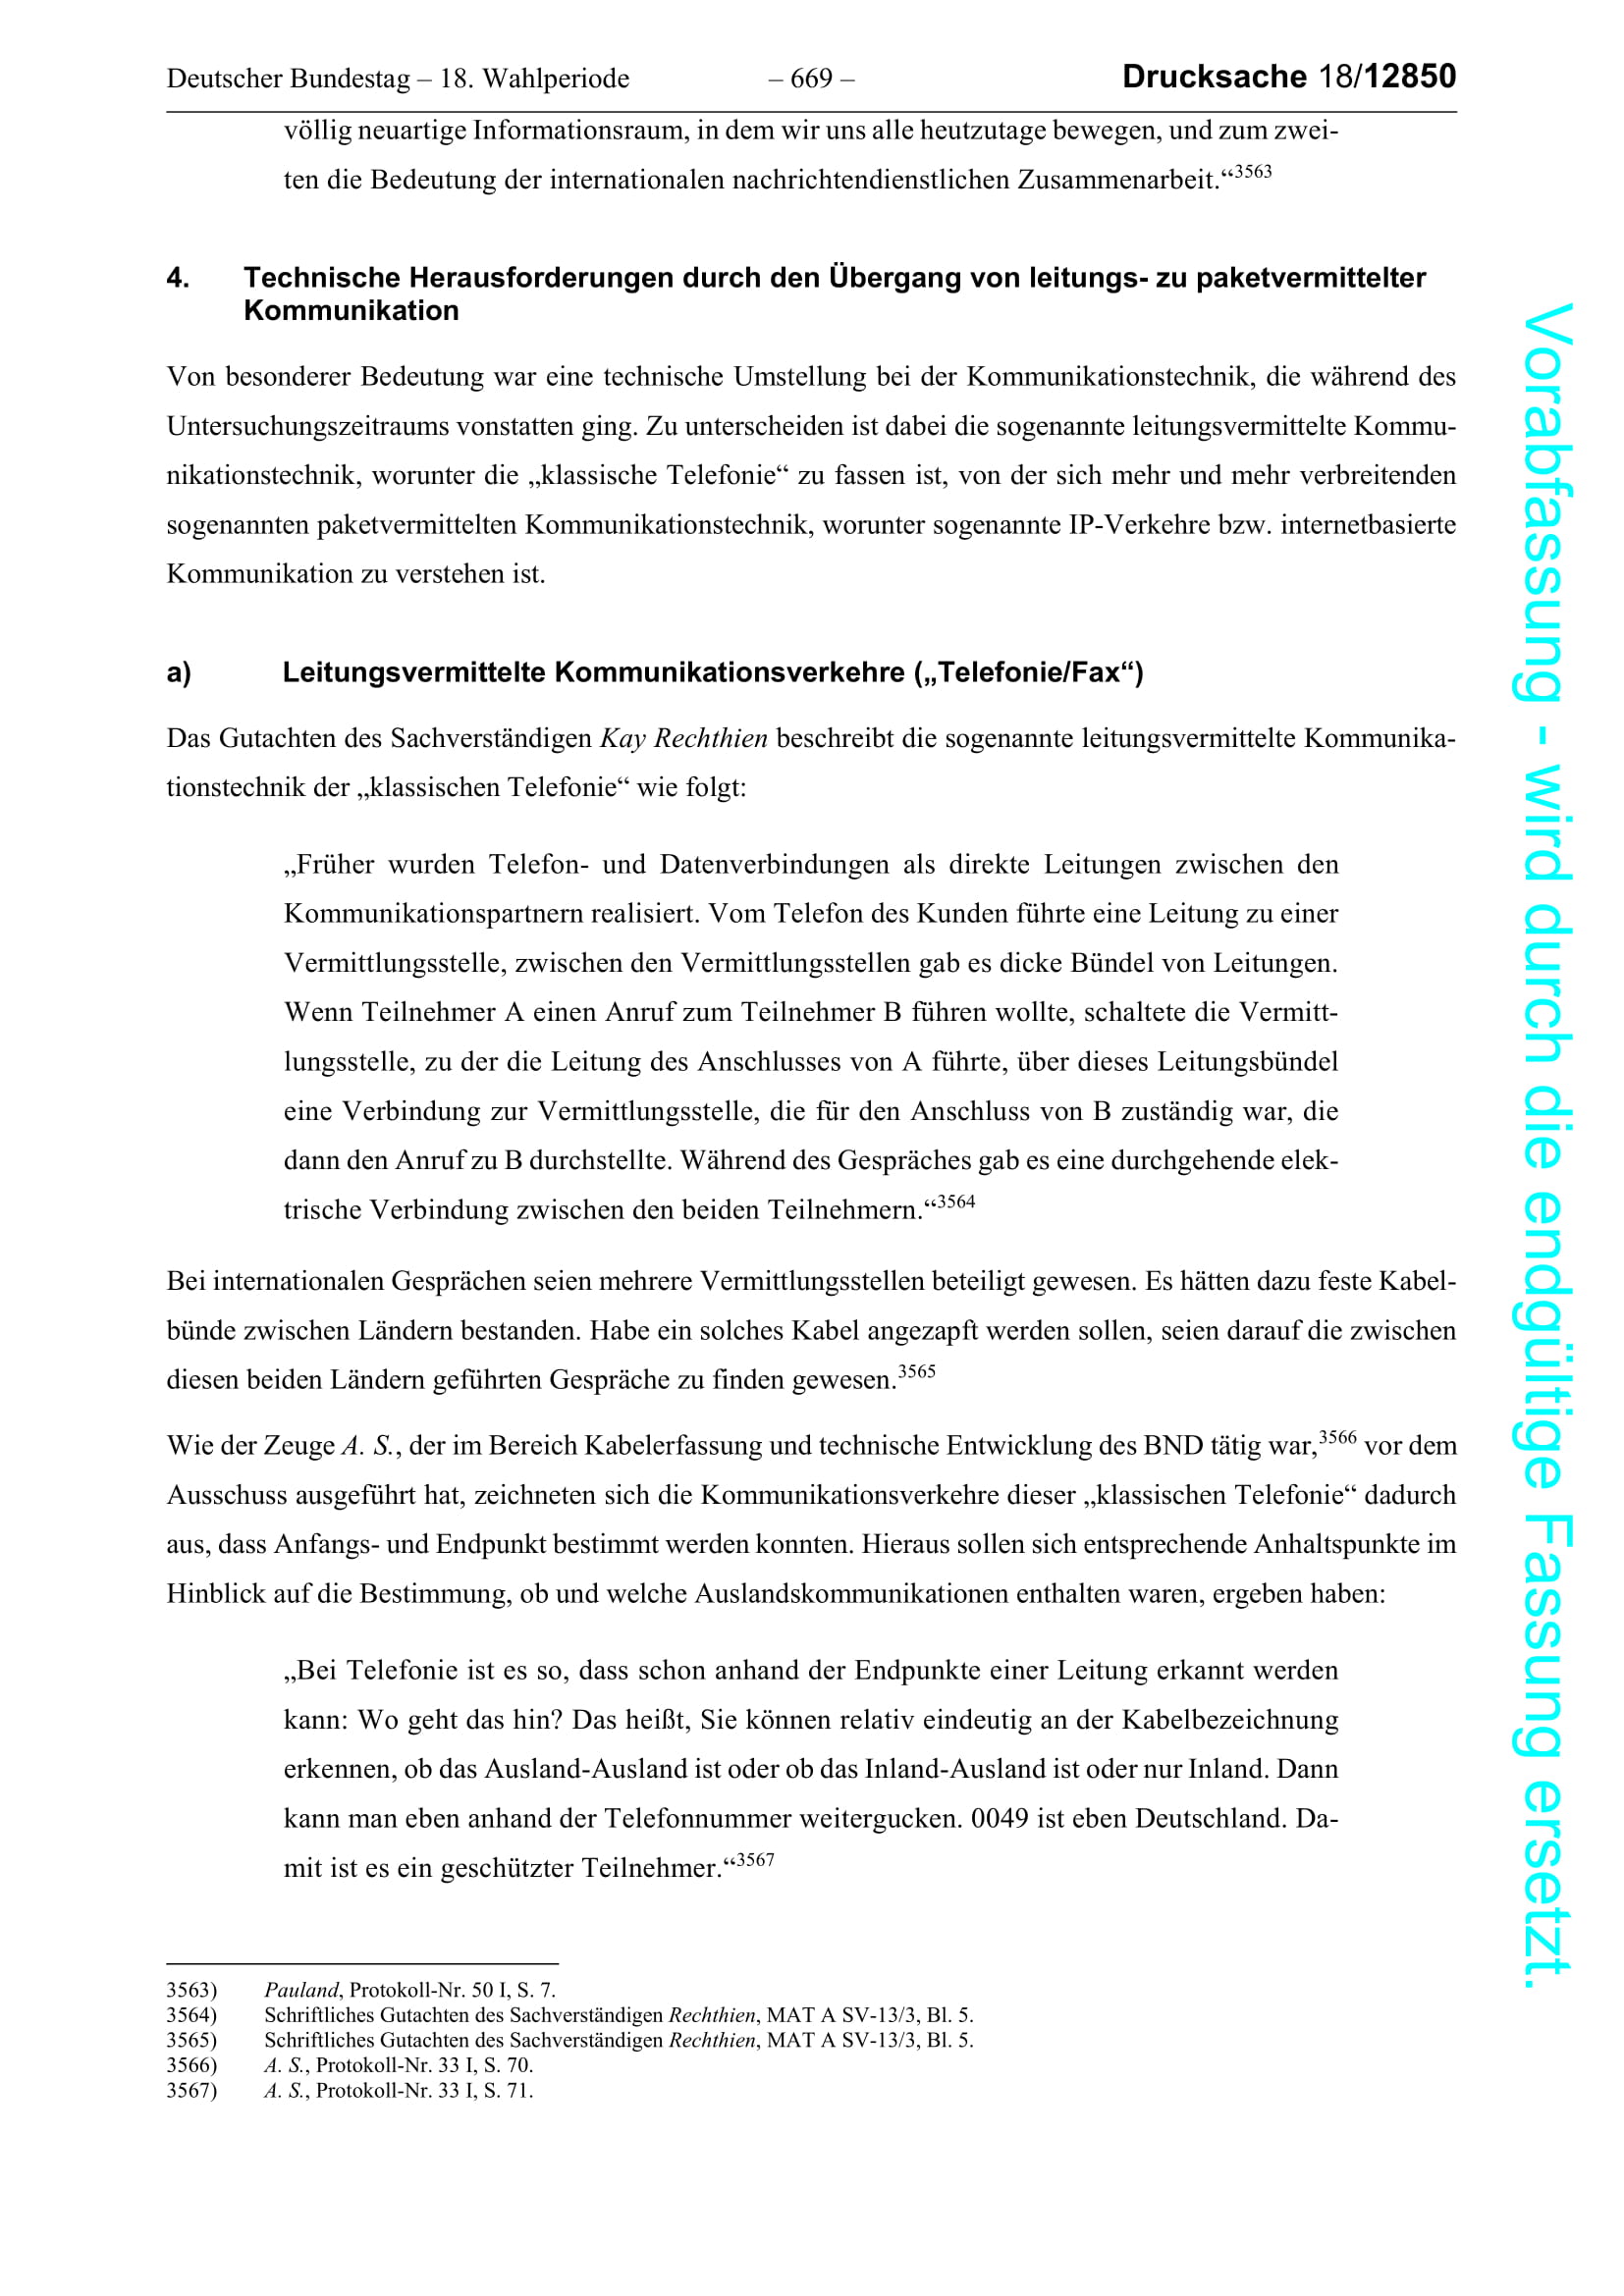 Deutscher Bundestag – 18. Wahlperiode – 669 – Drucksache 18/12850
völlig neuartige Informationsraum, in dem wir uns alle heutzutage bewegen, und zum zwei-
ten die Bedeutung der internationalen nachrichtendienstlichen Zusammenarbeit.“3563
4. Technische Herausforderungen durch den Übergang von leitungs- zu paketvermittelter
Kommunikation
Von besonderer Bedeutung war eine technische Umstellung bei der Kommunikationstechnik, die während des
Untersuchungszeitraums vonstatten ging. Zu unterscheiden ist dabei die sogenannte leitungsvermittelte Kommu-
nikationstechnik, worunter die „klassische Telefonie“ zu fassen ist, von der sich mehr und mehr verbreitenden
sogenannten paketvermittelten Kommunikationstechnik, worunter sogenannte IP-Verkehre bzw. internetbasierte
Kommunikation zu verstehen ist.
a) Leitungsvermittelte Kommunikationsverkehre („Telefonie/Fax“)
Das Gutachten des Sachverständigen Kay Rechthien beschreibt die sogenannte leitungsvermittelte Kommunika-
tionstechnik der „klassischen Telefonie“ wie folgt:
„Früher wurden Telefon- und Datenverbindungen als direkte Leitungen zwischen den
Kommunikationspartnern realisiert. Vom Telefon des Kunden führte eine Leitung zu einer
Vermittlungsstelle, zwischen den Vermittlungsstellen gab es dicke Bündel von Leitungen.
Wenn Teilnehmer A einen Anruf zum Teilnehmer B führen wollte, schaltete die Vermitt-
lungsstelle, zu der die Leitung des Anschlusses von A führte, über dieses Leitungsbündel
eine Verbindung zur Vermittlungsstelle, die für den Anschluss von B zuständig war, die
dann den Anruf zu B durchstellte. Während des Gespräches gab es eine durchgehende elek-
trische Verbindung zwischen den beiden Teilnehmern.“3564
Bei internationalen Gesprächen seien mehrere Vermittlungsstellen beteiligt gewesen. Es hätten dazu feste Kabel-
bünde zwischen Ländern bestanden. Habe ein solches Kabel angezapft werden sollen, seien darauf die zwischen
diesen beiden Ländern geführten Gespräche zu finden gewesen.3565
Wie der Zeuge A. S., der im Bereich Kabelerfassung und technische Entwicklung des BND tätig war,3566 vor dem
Ausschuss ausgeführt hat, zeichneten sich die Kommunikationsverkehre dieser „klassischen Telefonie“ dadurch
aus, dass Anfangs- und Endpunkt bestimmt werden konnten. Hieraus sollen sich entsprechende Anhaltspunkte im
Hinblick auf die Bestimmung, ob und welche Auslandskommunikationen enthalten waren, ergeben haben:
„Bei Telefonie ist es so, dass schon anhand der Endpunkte einer Leitung erkannt werden
kann: Wo geht das hin? Das heißt, Sie können relativ eindeutig an der Kabelbezeichnung
erkennen, ob das Ausland-Ausland ist oder ob das Inland-Ausland ist oder nur Inland. Dann
kann man eben anhand der Telefonnummer weitergucken. 0049 ist eben Deutschland. Da-
mit ist es ein geschützter Teilnehmer.“3567
3563) Pauland, Protokoll-Nr. 50 I, S. 7.
3564) Schriftliches Gutachten des Sachverständigen Rechthien, MAT A SV-13/3, Bl. 5.
3565) Schriftliches Gutachten des Sachverständigen Rechthien, MAT A SV-13/3, Bl. 5.
3566) A. S., Protokoll-Nr. 33 I, S. 70.
3567) A. S., Protokoll-Nr. 33 I, S. 71.
Vorabfassung - wird durch die endgültige Fassung ersetzt.